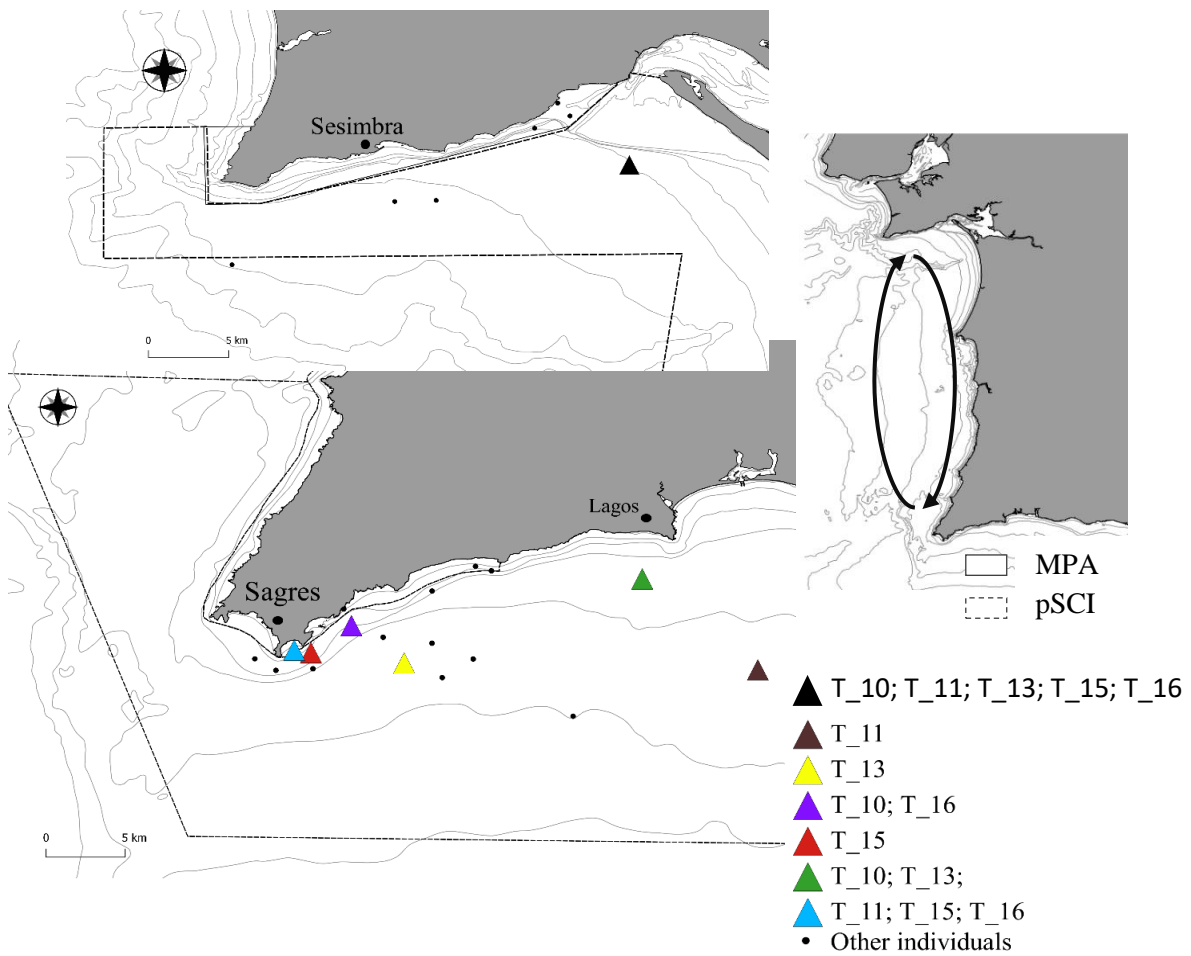 Sesimbra
0 5 km
Lagos
Sagres
0 5 km
MPA
pSCI
T_10; T_11; T_13; T_15; T_16
T_11
T_13
T_10; T_16
T_15
T_10; T_13;
T_11; T_15; T_16
Other individuals